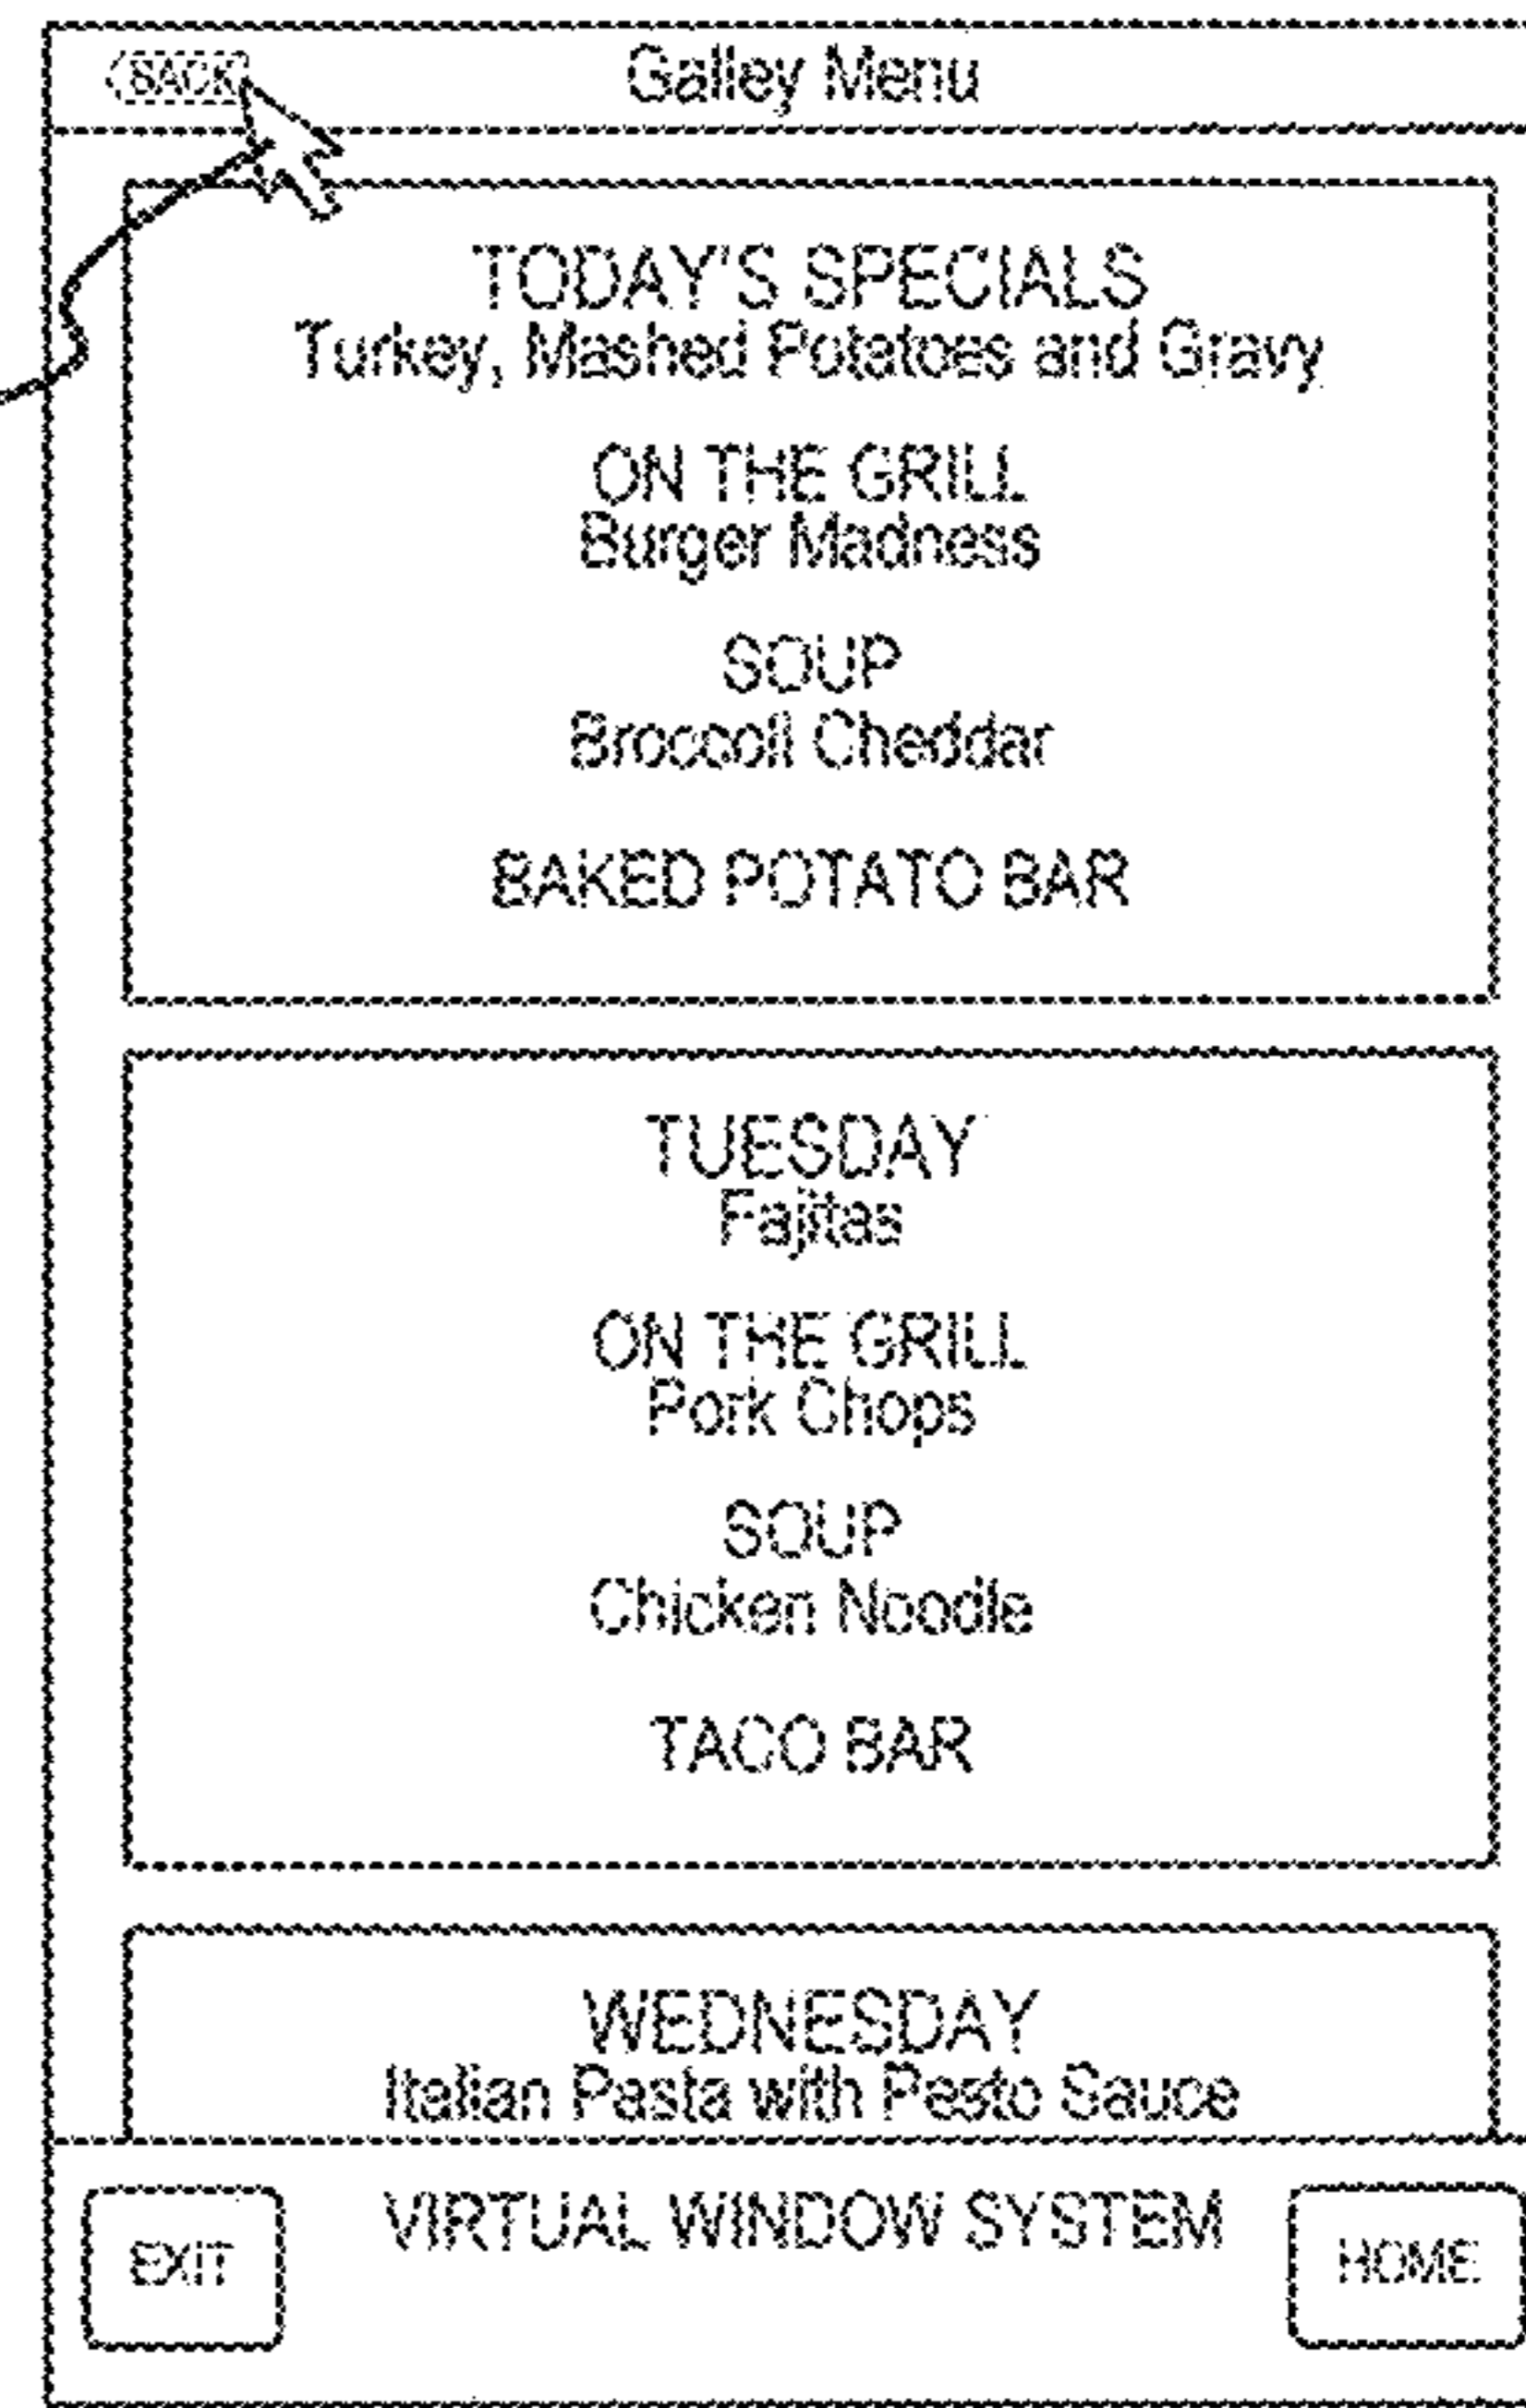 BACK
Galley Menu
TODAY'S SPECIALS
Turkey, Mashed Potatoes and Gravy
ON THE GRILL
Burger Madness
SOUP
Broccoli Cheddar
BAKED POTATO BAR
TUESDAY
Fajitas
ON THE GRILL
Pork Chops
SOUP
Chicken Noodle
TACO BAR
WEDNESDAY
Italian Pasta with Pesto Sauce
EXIT
VIRTUAL WINDOW SYSTEM
HOME